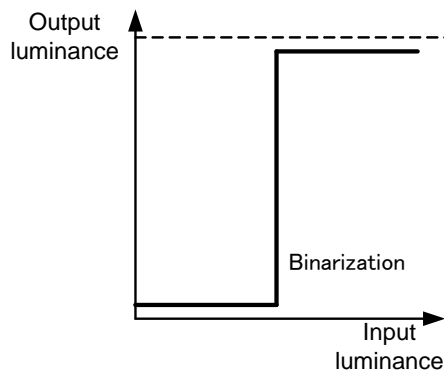 Output
luminance
Binarization
Input
luminance